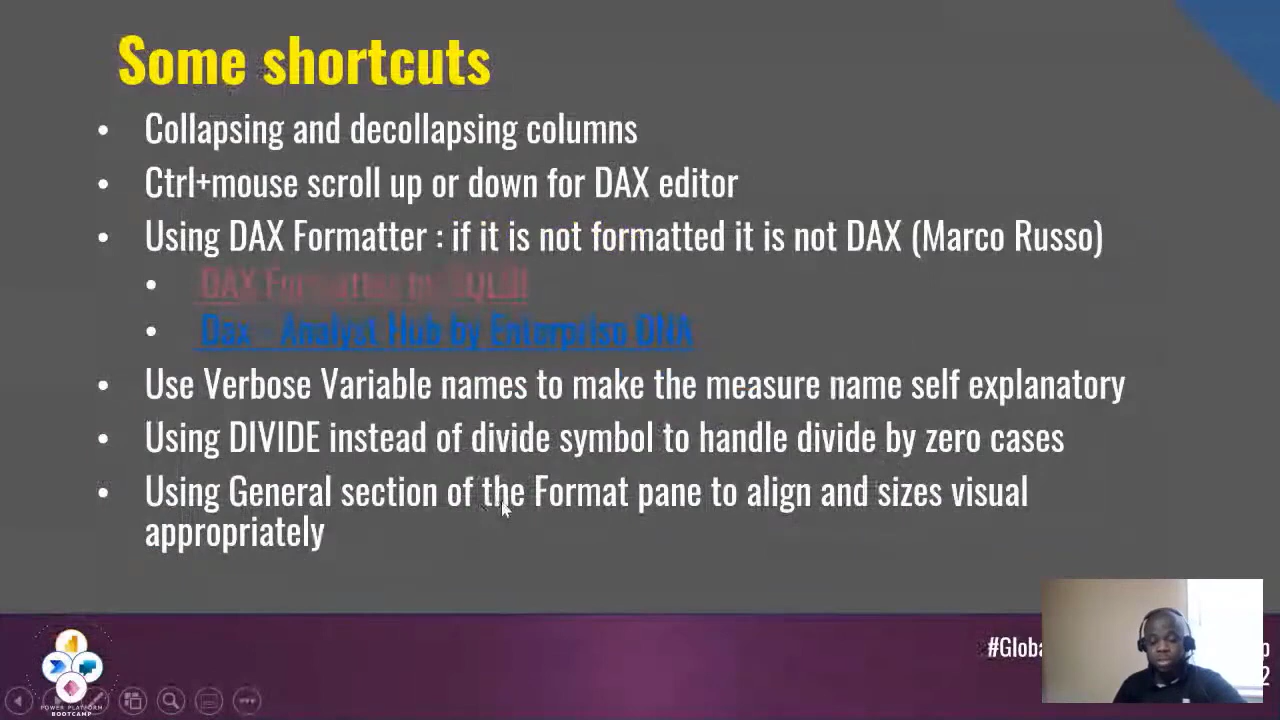 Some shortcuts
• Collapsing and decollapsing columns
• Ctrl+mouse scroll up or down for DAX editor
• Using DAX Formatter : if it is not formatted it is not DAX (Marco Russo)
• DAX Formatter by SQLBI
• Dax - Analyst Hub by Enterprise DNA
• Use Verbose Variable names to make the measure name self explanatory
• Using DIVIDE instead of divide symbol to handle divide by zero cases
• Using General section of the Format pane to align and sizes visual
appropriately
#Globa
p
2
POWER PLATFORM
BOOTCAMP